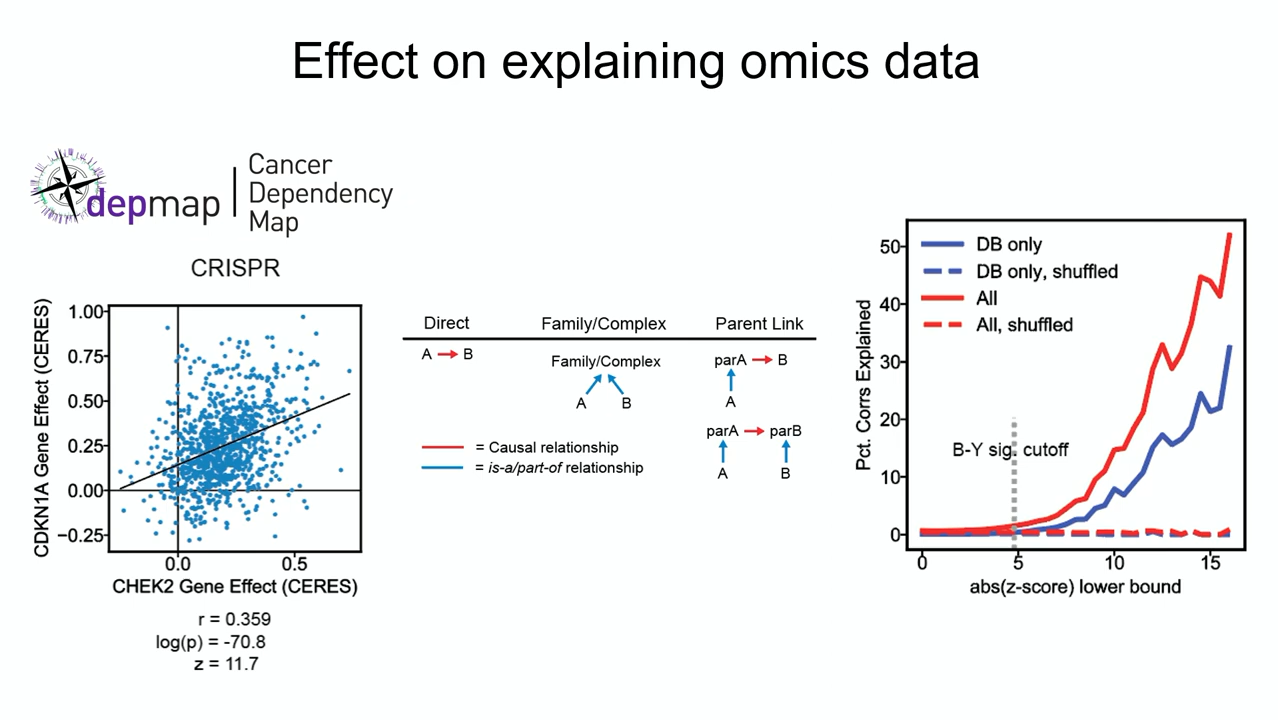 Effect on explaining omics data
depmap
Cancer
Dependency
Map
CRISPR
CDKN1A Gene Effect (CERES)
1.00
0.75
0.50
0.25
0.00
−0.25
0.0
0.5
CHEK2 Gene Effect (CERES)
r = 0.359
log(p) = -70.8
z = 11.7
Direct
Family/Complex
Parent Link
A B
Family/Complex
A B
parA B
A
parA parB
A B
= Causal relationship
= is-a/part-of relationship
Pct. Corrs Explained
50
40
30
20
10
0
DB only
DB only, shuffled
All
All, shuffled
B-Y sig. cutoff
0 5 10 15
abs(z-score) lower bound